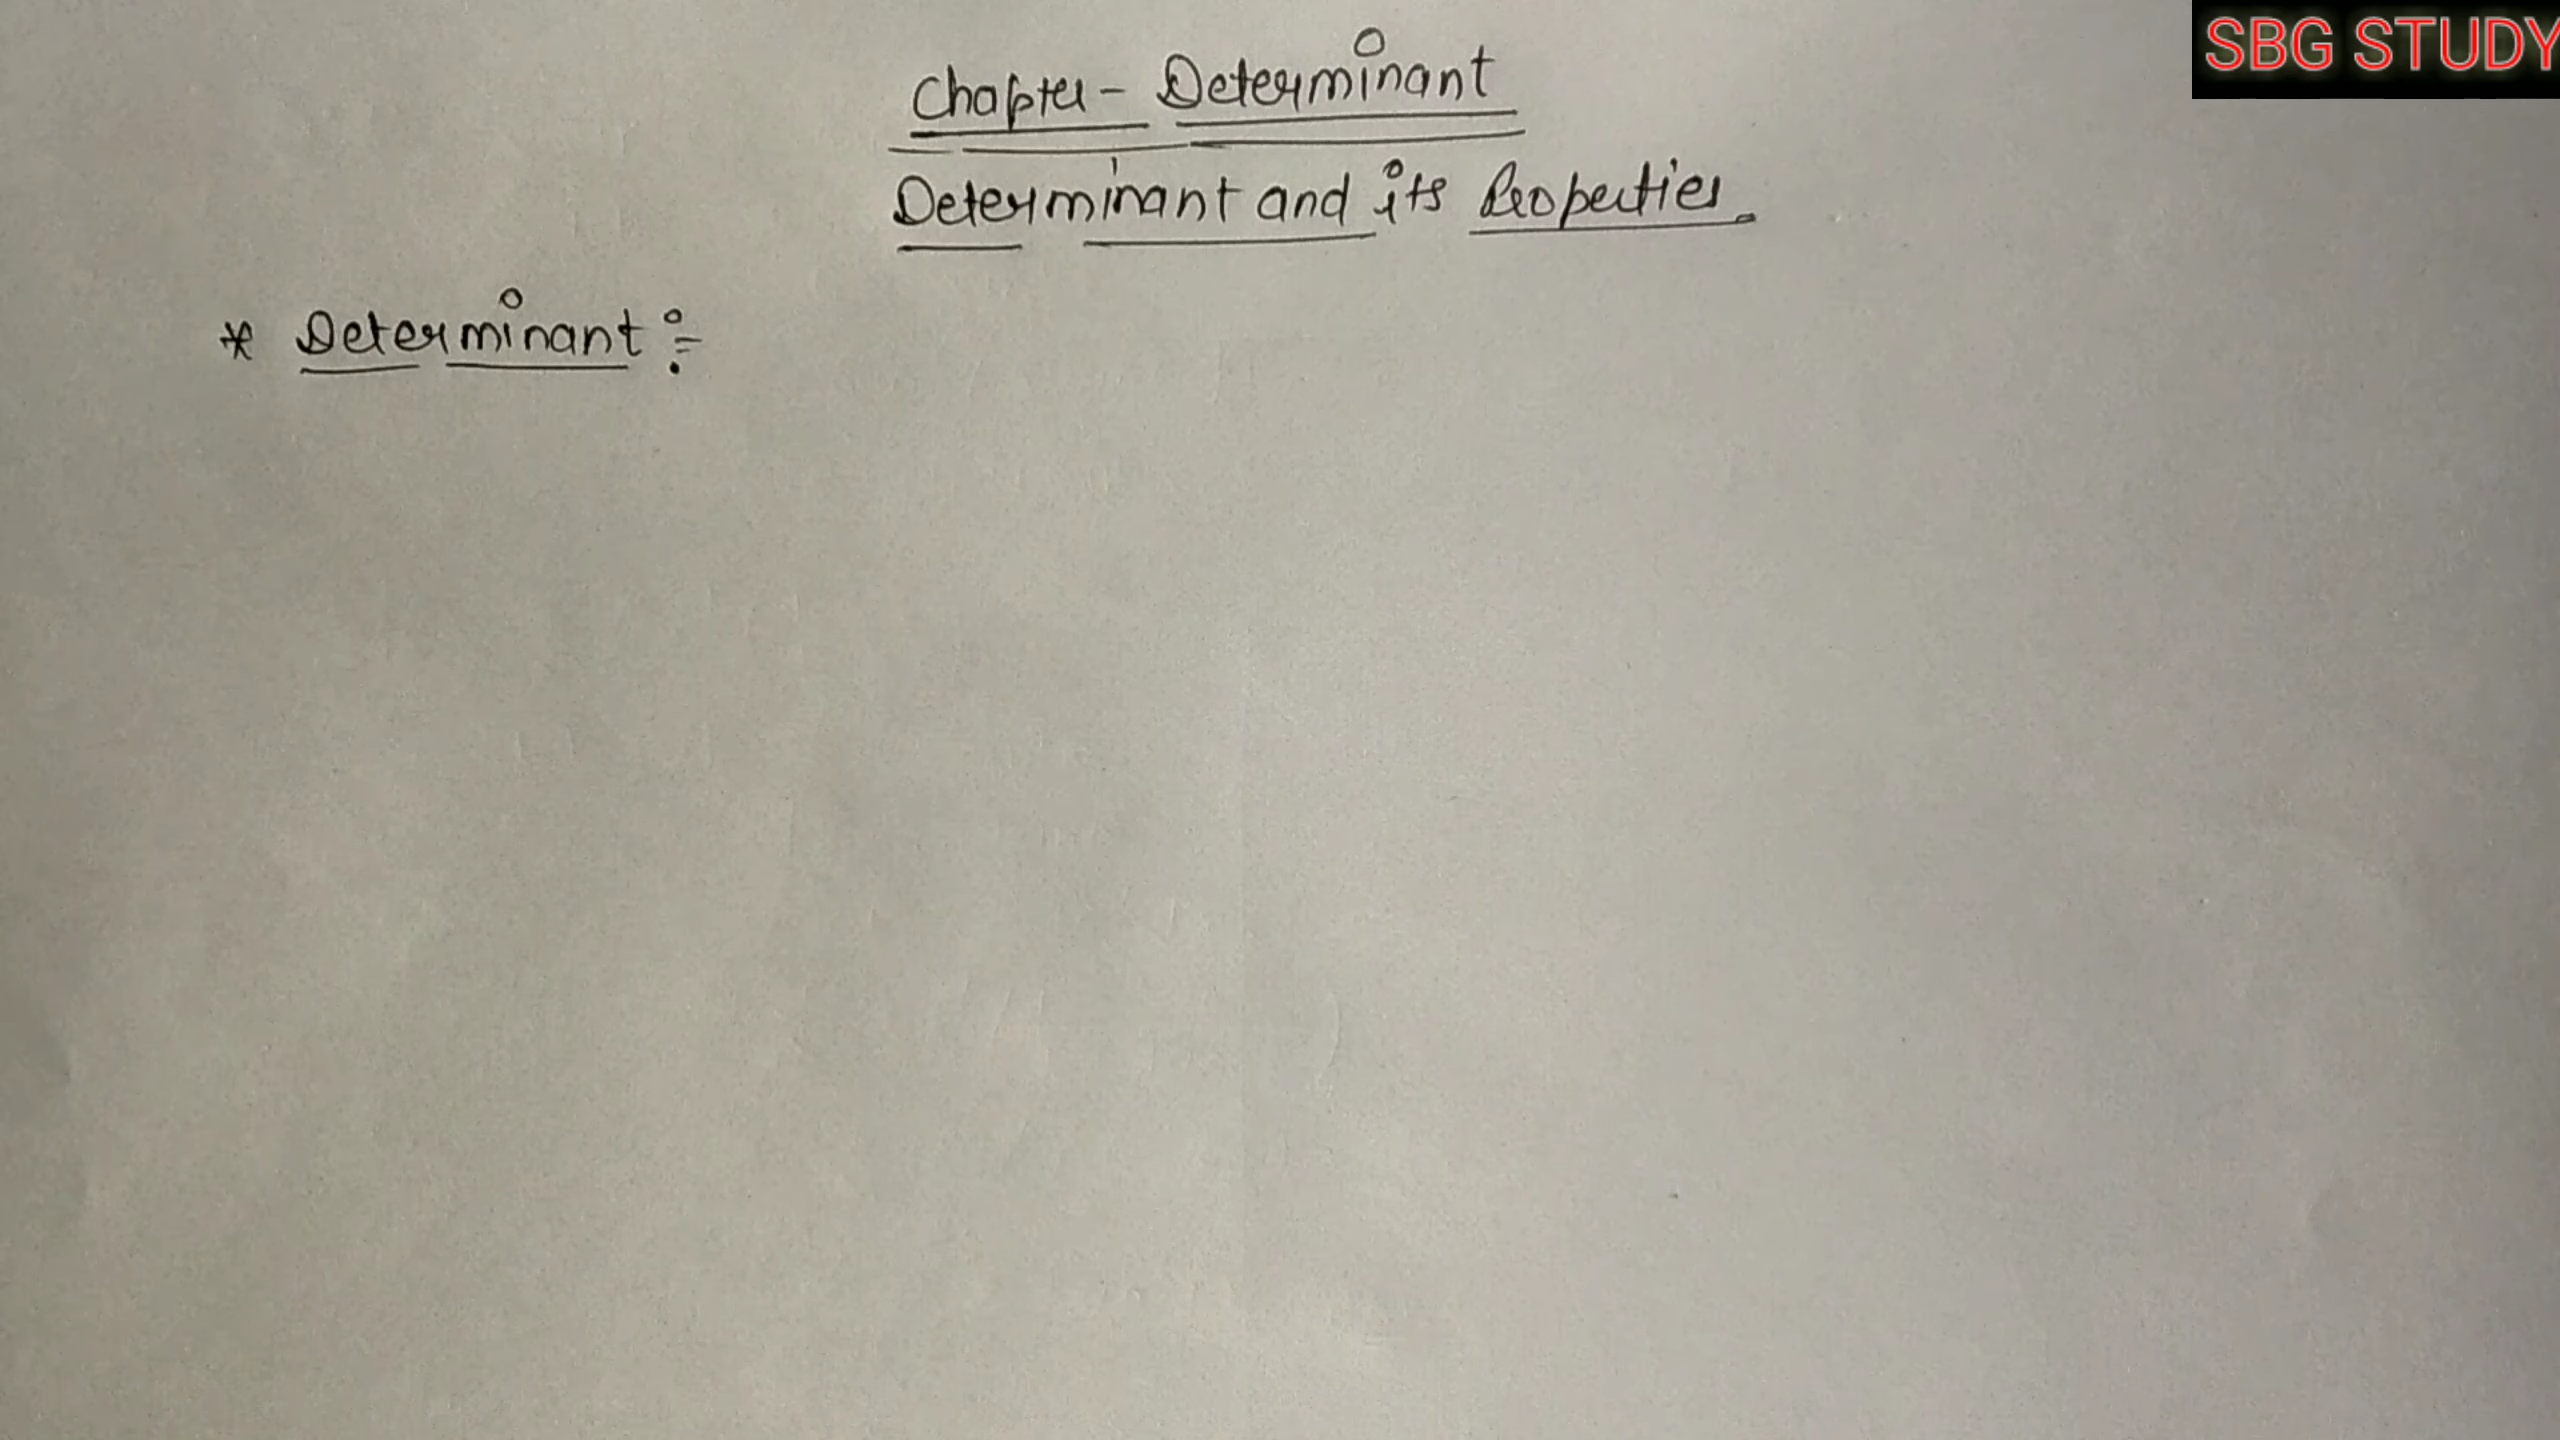 SBG STUDY
Chapter - Determinant
Determinant and its Properties.
* Determinant :-